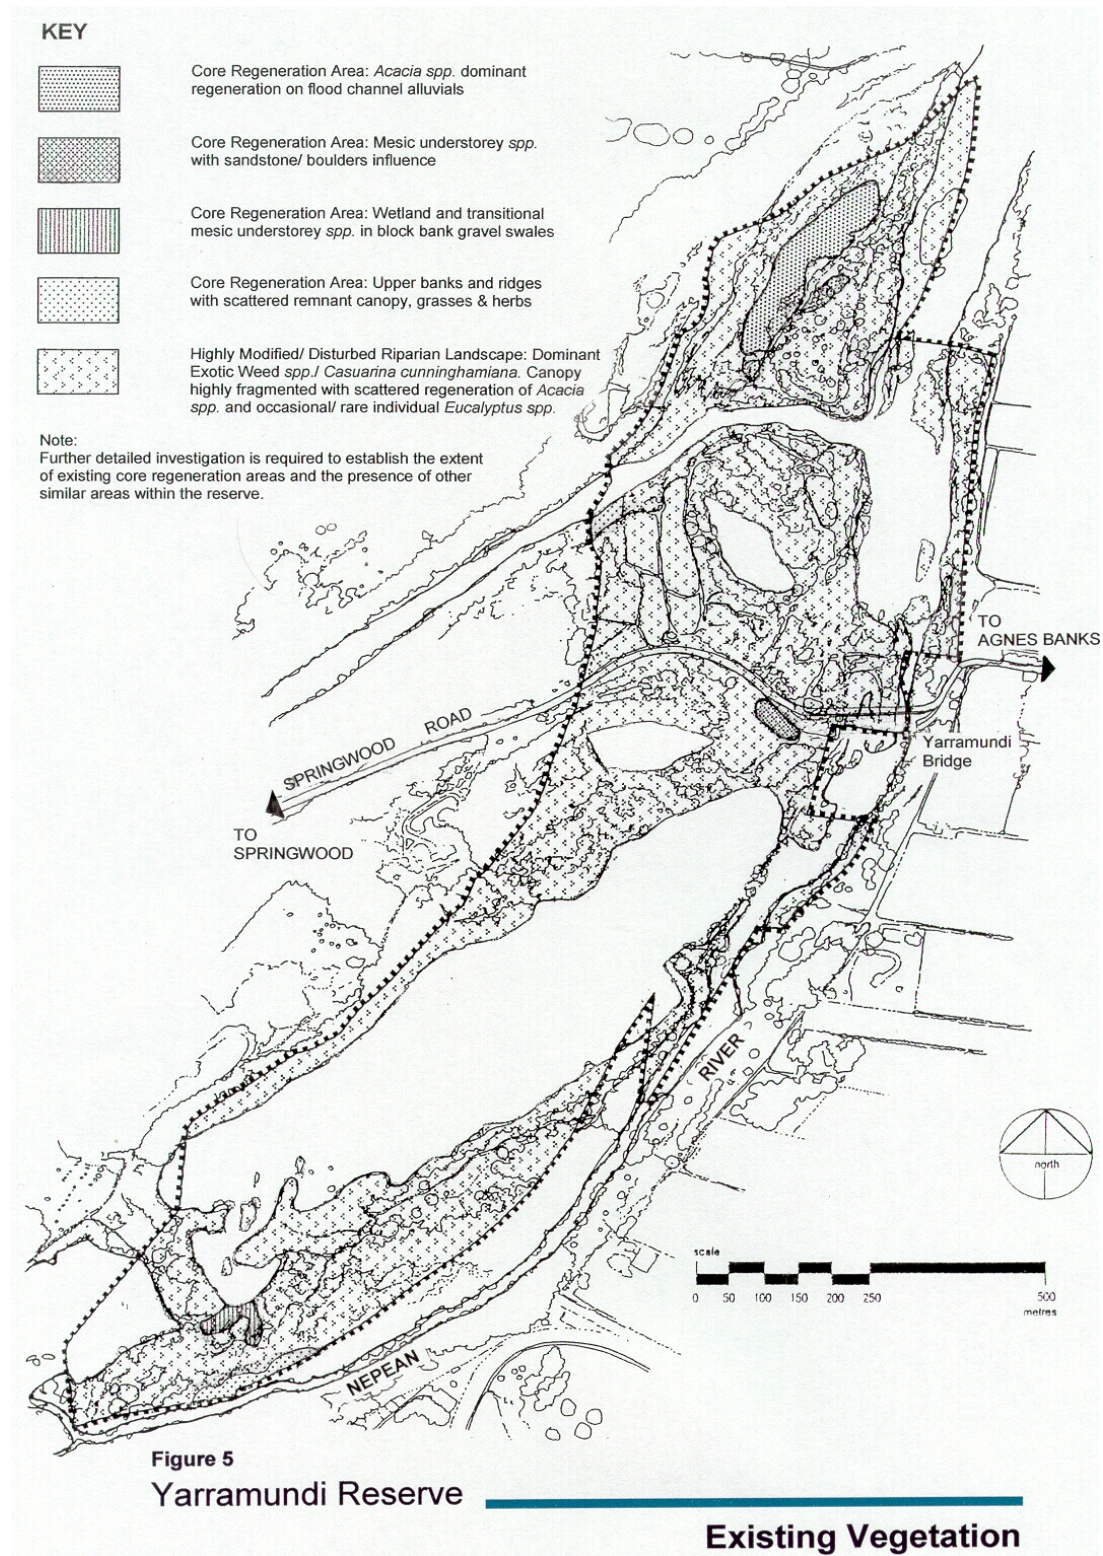 KEY
Core Regeneration Area: Acacia spp. dominant
regeneration on flood channel alluvials
Core Regeneration Area: Mesic understorey spp.
with sandstone/ boulders influence
Core Regeneration Area: Wetland and transitional
mesic understorey spp. in block bank gravel swales
Core Regeneration Area: Upper banks and ridges
with scattered remnant canopy, grasses & herbs
Highly Modified/ Disturbed Riparian Landscape: Dominant
Exotic Weed spp./ Casuarina cunninghamiana. Canopy
highly fragmented with scattered regeneration of Acacia
spp. and occasional/ rare individual Eucalyptus spp.
Note:
Further detailed investigation is required to establish the extent
of existing core regeneration areas and the presence of other
similar areas within the reserve.
TO
AGNES BANKS
SPRINGWOOD ROAD
Yarramundi
Bridge
TO
SPRINGWOOD
RIVER
north
scale
0 50 100 150 200 250 500
metres
NEPEAN
Figure 5
Yarramundi Reserve
Existing Vegetation